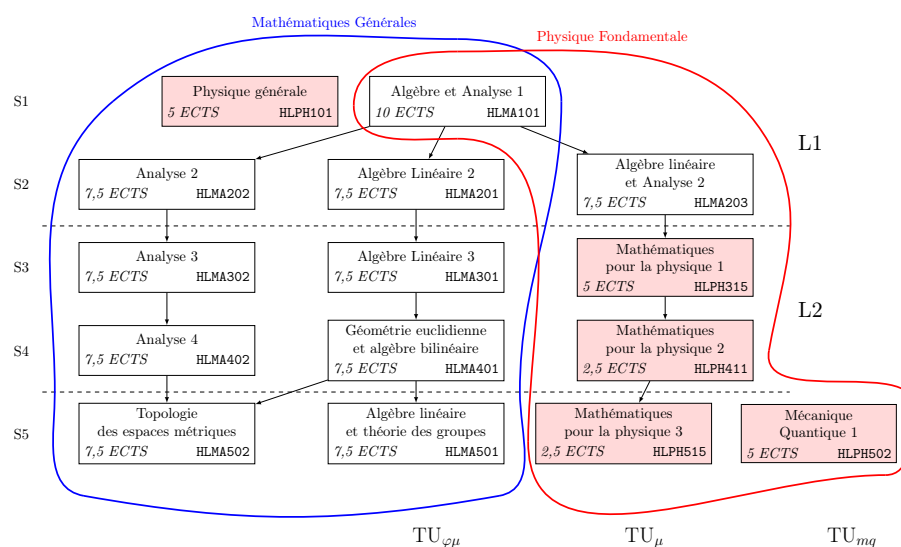 Mathématiques Générales
Physique Fondamentale
S1
Physique générale
5 ECTS HLPH101
Algèbre et Analyse 1
10 ECTS HLMA101
L1
S2
Analyse 2
7,5 ECTS HLMA202
Algèbre Linéaire 2
7,5 ECTS HLMA201
Algèbre linéaire
et Analyse 2
7,5 ECTS HLMA203
S3
Analyse 3
7,5 ECTS HLMA302
Algèbre Linéaire 3
7,5 ECTS HLMA301
Mathématiques
pour la physique 1
5 ECTS HLPH315
L2
S4
Analyse 4
7,5 ECTS HLMA402
Géométrie euclidienne
et algèbre bilinéaire
7,5 ECTS HLMA401
Mathématiques
pour la physique 2
2,5 ECTS HLPH411
S5
Topologie
des espaces métriques
7,5 ECTS HLMA502
Algèbre linéaire
et théorie des groupes
7,5 ECTS HLMA501
Mathématiques
pour la physique 3
2,5 ECTS HLPH515
Mécanique
Quantique 1
5 ECTS HLPH502
TU_φμ TU_μ TU_mq